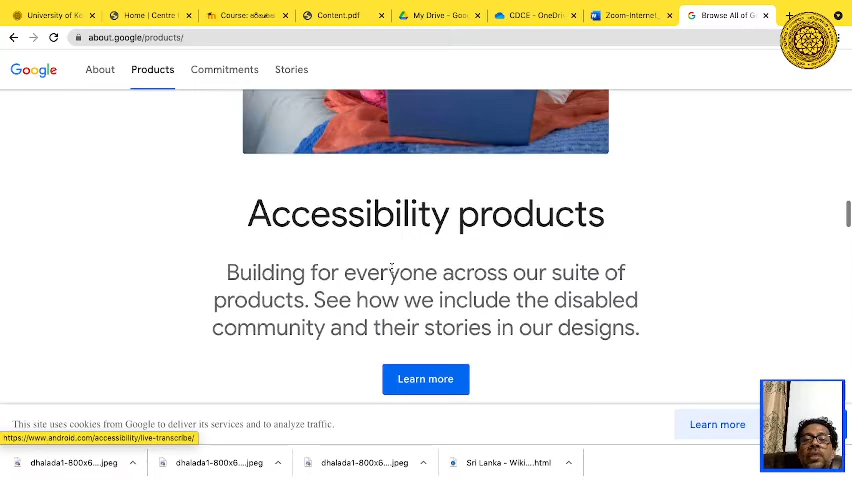 University of Ke
Home | Centre f
Content.pdf
My Drive - Goo
CDCE - OneDriv
Zoom-Internet_
Browse All of G
about.google/products/
Google
About
Products
Commitments
Stories
Accessibility products
Building for everyone across our suite of
products. See how we include the disabled
community and their stories in our designs.
Learn more
This site uses cookies from Google to deliver its services and to analyze traffic.
Learn more
https://www.android.com/accessibility/live-transcribe/
dhalada1-800x6....jpeg
dhalada1-800x6....jpeg
dhalada1-800x6....jpeg
Sri Lanka - Wiki....html